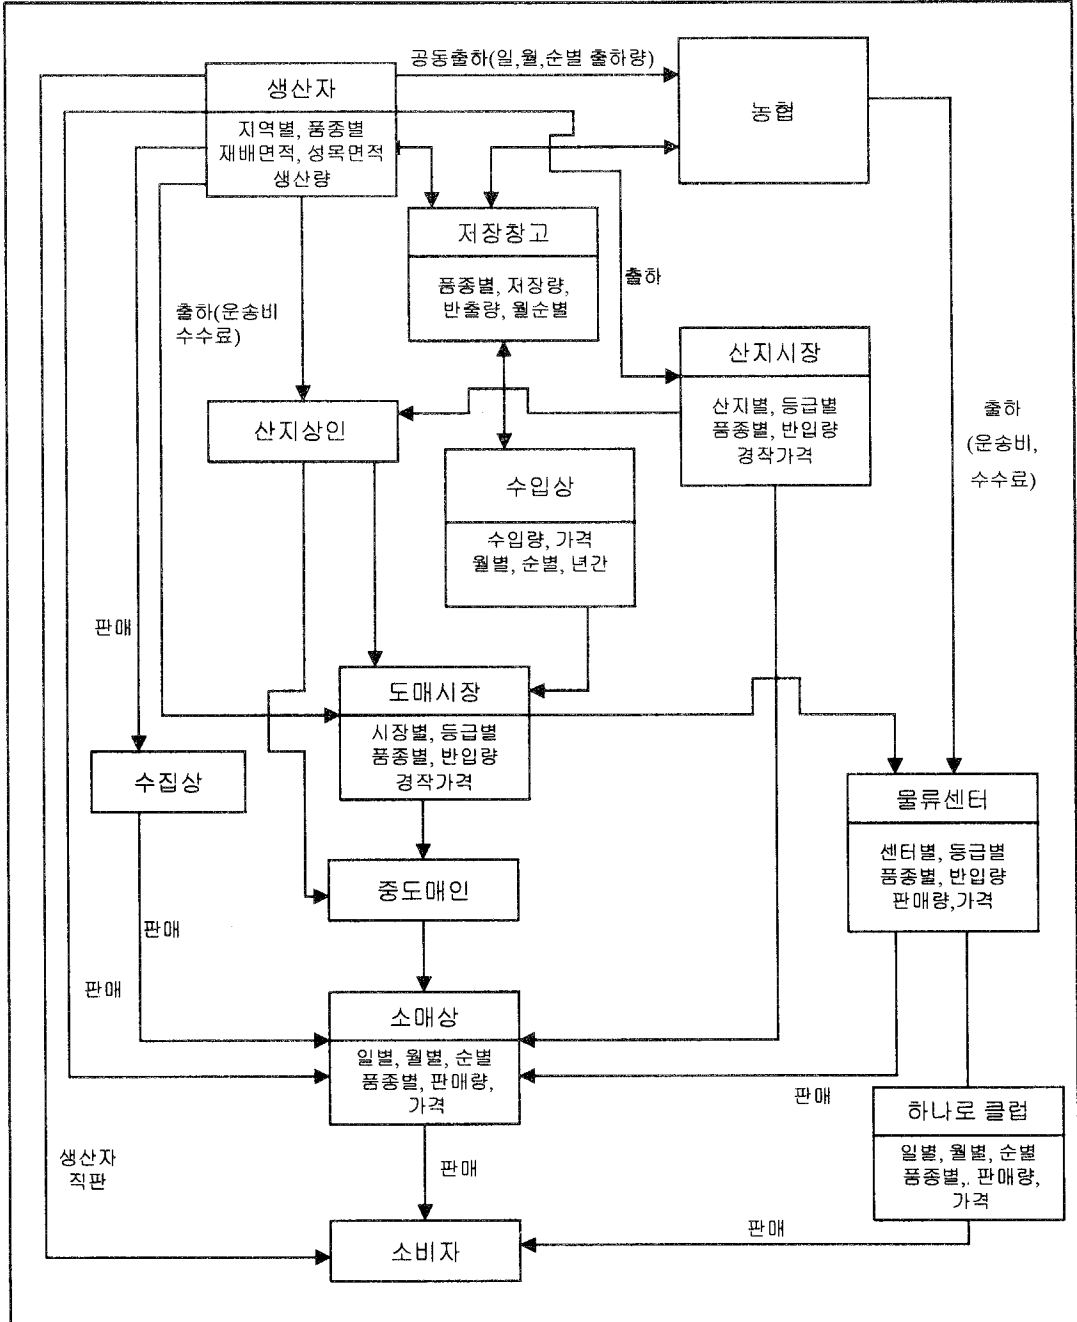 공동출하(일,월,순별 출하량)
생산자
지역별, 품종별
재배면적, 성목면적
생산량
농협
저장창고
품종별, 저장량,
반출량, 월순별
출하
출하(운송비
수수료)
산지시장
산지별, 등급별
품종별, 반입량
경작가격
산지상인
출하
(운송비,
수수료)
수입상
수입량, 가격
월별, 순별, 년간
판매
도매시장
시장별, 등급별
품종별, 반입량
경작가격
수집상
물류센터
센터별, 등급별
품종별, 반입량
판매량,가격
중도매인
판매
판매
소매상
일별, 월별, 순별
품종별, 판매량,
가격
판매
하나로 클럽
일별, 월별, 순별
품종별,. 판매량,
가격
생산자
직판
판매
소비자
판매